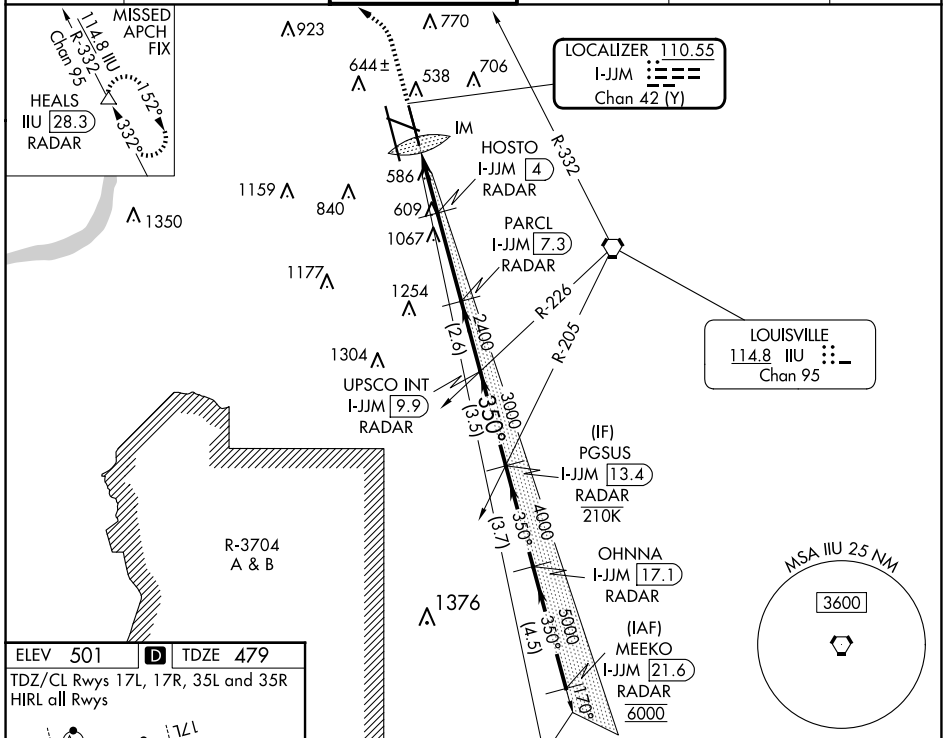 MISSED
APCH
FIX
114.8 IIU
R-332
Chan 95
HEALS
IIU 28.3
RADAR
152°
332°
923
770
644±
538
706
LOCALIZER 110.55
I-JJM
Chan 42 (Y)
IM
R-332
HOSTO
I-JJM 4
RADAR
586
1159
840
609
1350
1067
PARCL
I-JJM 7.3
RADAR
1177
1254
2400
(2.6)
R-226
R-205
LOUISVILLE
114.8 IIU
Chan 95
1304
UPSCO INT
I-JJM 9.9
RADAR
350°
3000
(3.5)
(IF)
PGSUS
I-JJM 13.4
RADAR
210K
R-3704
A & B
(3.7)
350°
4000
OHNNA
I-JJM 17.1
RADAR
MSA IIU 25 NM
3600
1376
350°
5000
(4.5)
(IAF)
MEEKO
I-JJM 21.6
RADAR
6000
170°
ELEV 501 D TDZE 479
TDZ/CL Rwys 17L, 17R, 35L and 35R
HIRL all Rwys
17L